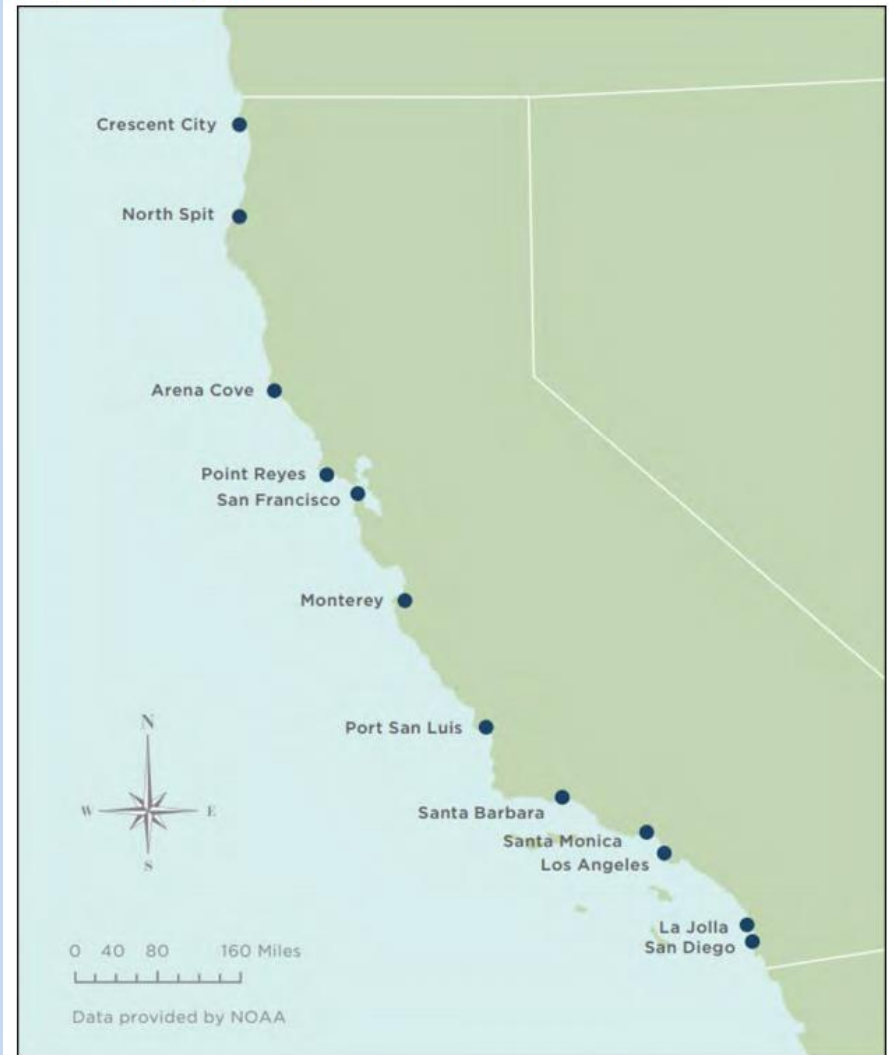 Crescent City
North Spit
Arena Cove
Point Reyes
San Francisco
Monterey
Port San Luis
N
W E
S
Santa Barbara
Santa Monica
Los Angeles
La Jolla
San Diego
0 40 80 160 Miles
Data provided by NOAA